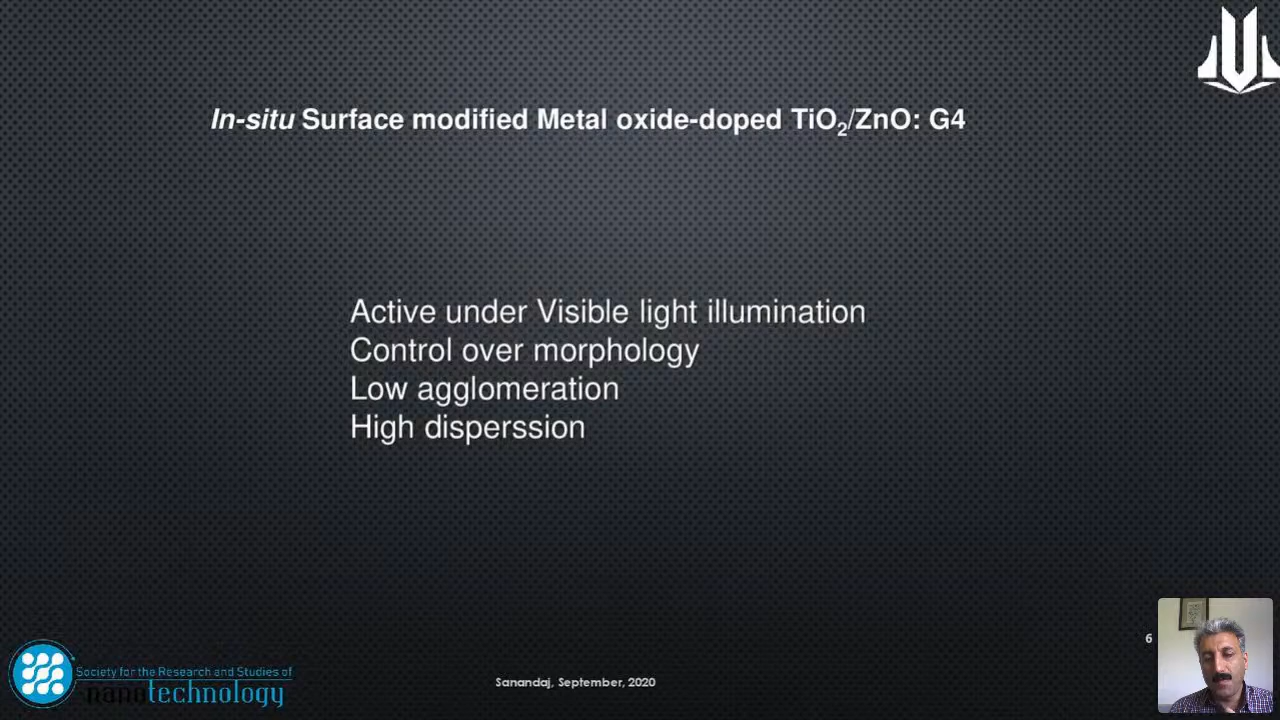 In-situ Surface modified Metal oxide-doped TiO₂/ZnO: G4
Active under Visible light illumination
Control over morphology
Low agglomeration
High disperssion
6
Society for the Research and Studies of
nanotechnology
Sanandaj, September, 2020